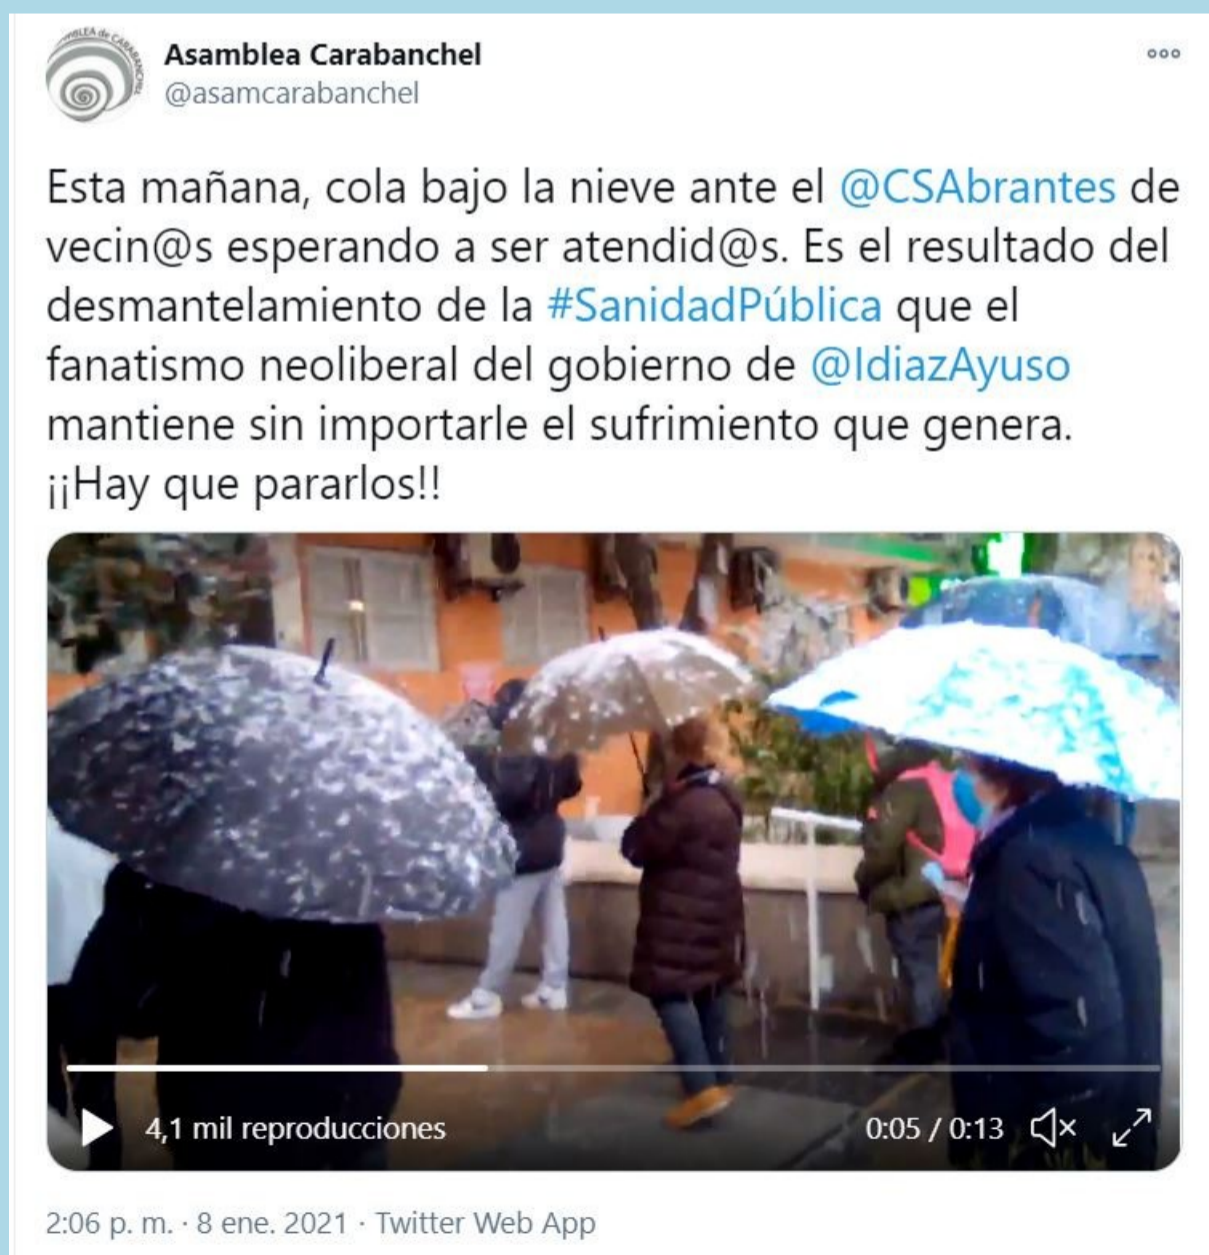 ASAMBLEA de CARABANCHEL
Asamblea Carabanchel
@asamcarabanchel
Esta mañana, cola bajo la nieve ante el @CSAbrantes de
vecin@s esperando a ser atendid@s. Es el resultado del
desmantelamiento de la #SanidadPública que el
fanatismo neoliberal del gobierno de @IdiazAyuso
mantiene sin importarle el sufrimiento que genera.
¡¡Hay que pararlos!!
4,1 mil reproducciones
0:05 / 0:13
2:06 p. m. · 8 ene. 2021 · Twitter Web App